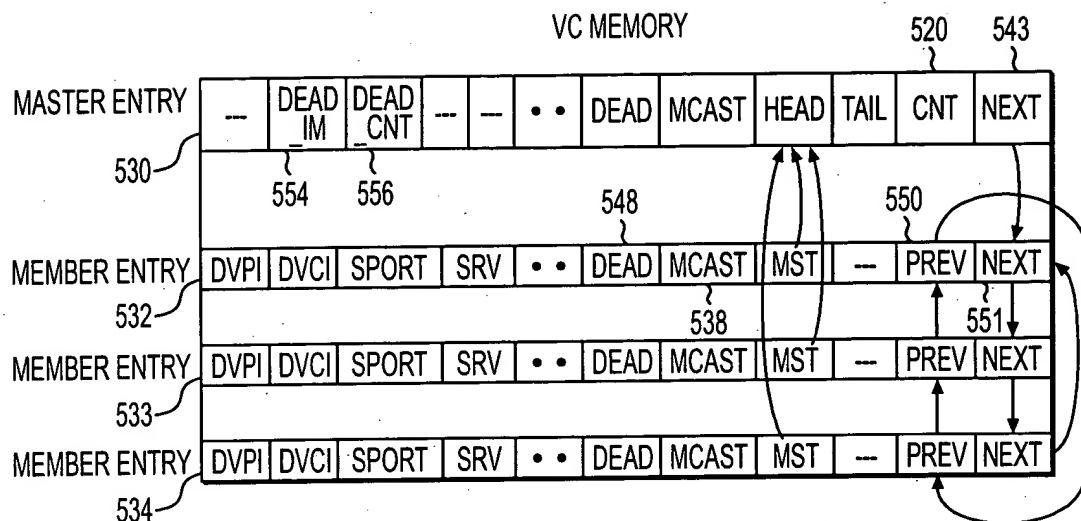 VC MEMORY
520
543
MASTER ENTRY
--- DEAD_IM DEAD_CNT --- --- •• DEAD MCAST HEAD TAIL CNT NEXT
530
554
556
548
550
MEMBER ENTRY DVPI DVCI SPORT SRV •• DEAD MCAST MST --- PREV NEXT
532
538
551
MEMBER ENTRY DVPI DVCI SPORT SRV •• DEAD MCAST MST --- PREV NEXT
533
MEMBER ENTRY DVPI DVCI SPORT SRV •• DEAD MCAST MST --- PREV NEXT
534